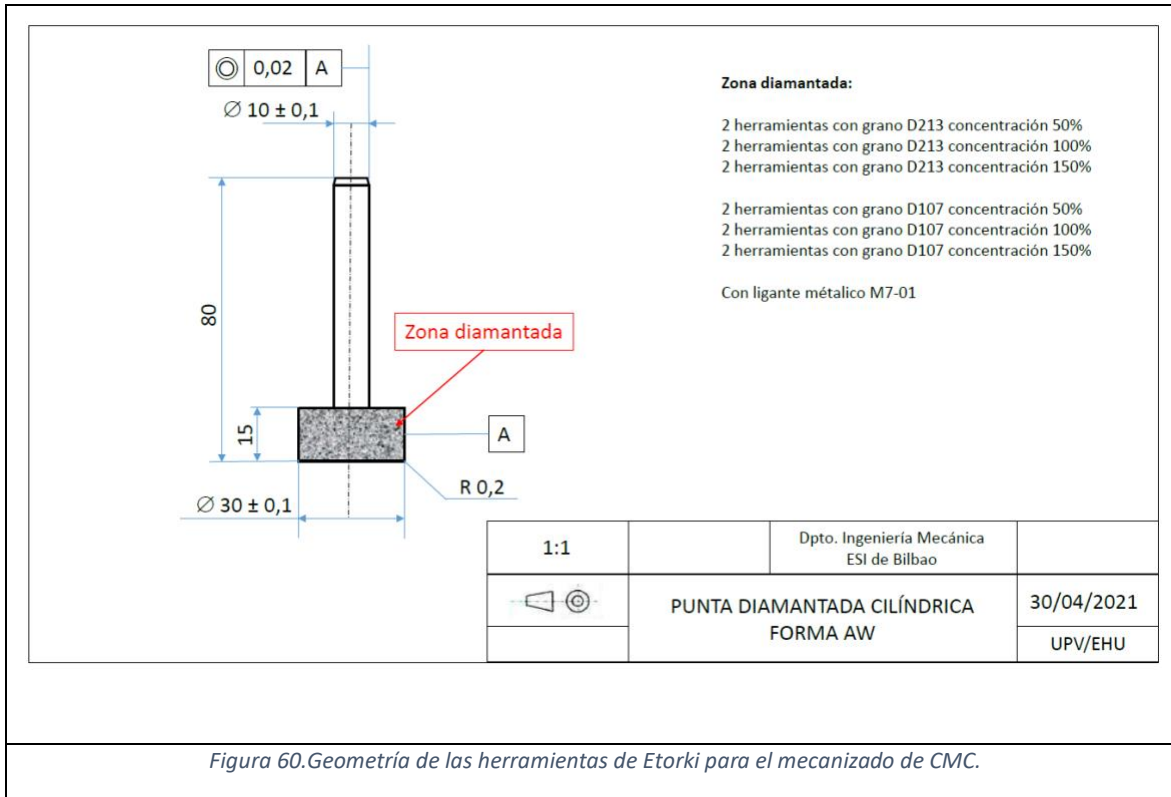 ◎ 0,02 A
∅ 10 ± 0,1
80
15
Zona diamantada
A
R 0,2
∅ 30 ± 0,1
Zona diamantada:
2 herramientas con grano D213 concentración 50%
2 herramientas con grano D213 concentración 100%
2 herramientas con grano D213 concentración 150%
2 herramientas con grano D107 concentración 50%
2 herramientas con grano D107 concentración 100%
2 herramientas con grano D107 concentración 150%
Con ligante métalico M7-01
1:1
Dpto. Ingeniería Mecánica
ESI de Bilbao
PUNTA DIAMANTADA CILÍNDRICA
FORMA AW
30/04/2021
UPV/EHU
Figura 60.Geometría de las herramientas de Etorki para el mecanizado de CMC.